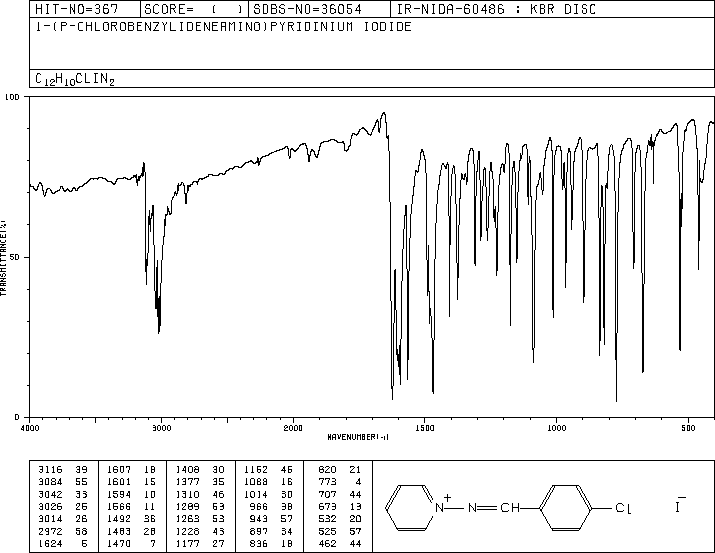 HIT-NO=367 SCORE= ( ) SDBS-NO=36054 IR-NIDA-60486 : KBR DISC
1-(P-CHLOROBENZYLIDENEAMINO)PYRIDINIUM IODIDE
C12H10CLIN2
100
50
0
TRANSMITTANCE(%)
4000 3000 2000 1500 1000 500
WAVENUMBER(-1)
3116 39 1607 18 1408 30 1162 46 820 21
3084 55 1601 15 1377 35 1088 16 773 4
3042 33 1594 10 1310 46 1014 30 707 44
3026 26 1566 11 1289 53 966 38 673 13
3014 26 1492 36 1263 53 943 57 532 20
2972 58 1483 28 1228 43 897 34 525 57
1624 5 1470 7 1177 27 836 18 462 44
N+ N=CH Cl I-